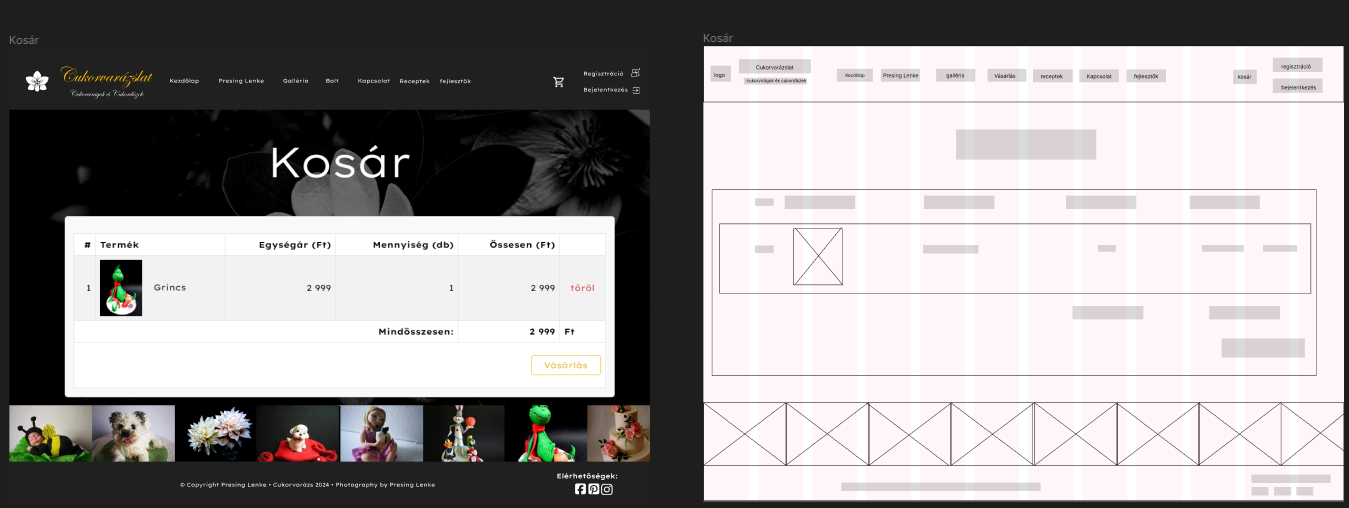 Kosár
Cukorvarázslat
Cukorvirágok és Cukordíszek
Kezdőlap Presing Lenke Galléria Bolt Kapcsolat Receptek fejlesztők
Regisztráció
Bejelentkezés
Kosár
# Termék Egységár (Ft) Mennyiség (db) Össesen (Ft)
1 Grincs 2 999 1 2 999 töröl
Mindösszesen: 2 999 Ft
Vásárlás
© Copyright Presing Lenke • Cukorvarázs 2024 • Photography by Presing Lenke
Elérhetőségek:
Kosár
logo
Cukorvarázslat
cukorvirágok és cukordíszek
Kezdőlap Presing Lenke galléria Vásárlás receptek Kapcsolat fejlesztők
kosár
regisztráció
bejelentkezés